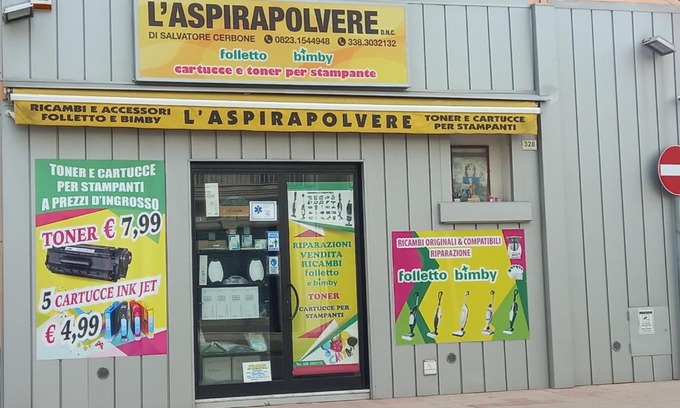 L'ASPIRAPOLVERE D.N.C.
DI SALVATORE CERBONE 0823.1544948 338.3032132
folletto bimby
cartucce e toner per stampante
RICAMBI E ACCESSORI
FOLLETTO E BIMBY
L'ASPIRAPOLVERE
TONER E CARTUCCE
PER STAMPANTI
328
TONER E CARTUCCE
PER STAMPANTI
A PREZZI D'INGROSSO
TONER € 7,99
5 CARTUCCE INK JET
€ 4,99
RIPARAZIONI
VENDITA
RICAMBI
folletto
e bimby
TONER
CARTUCCE PER
STAMPANTI
RICAMBI ORIGINALI & COMPATIBILI
RIPARAZIONE
folletto bimby